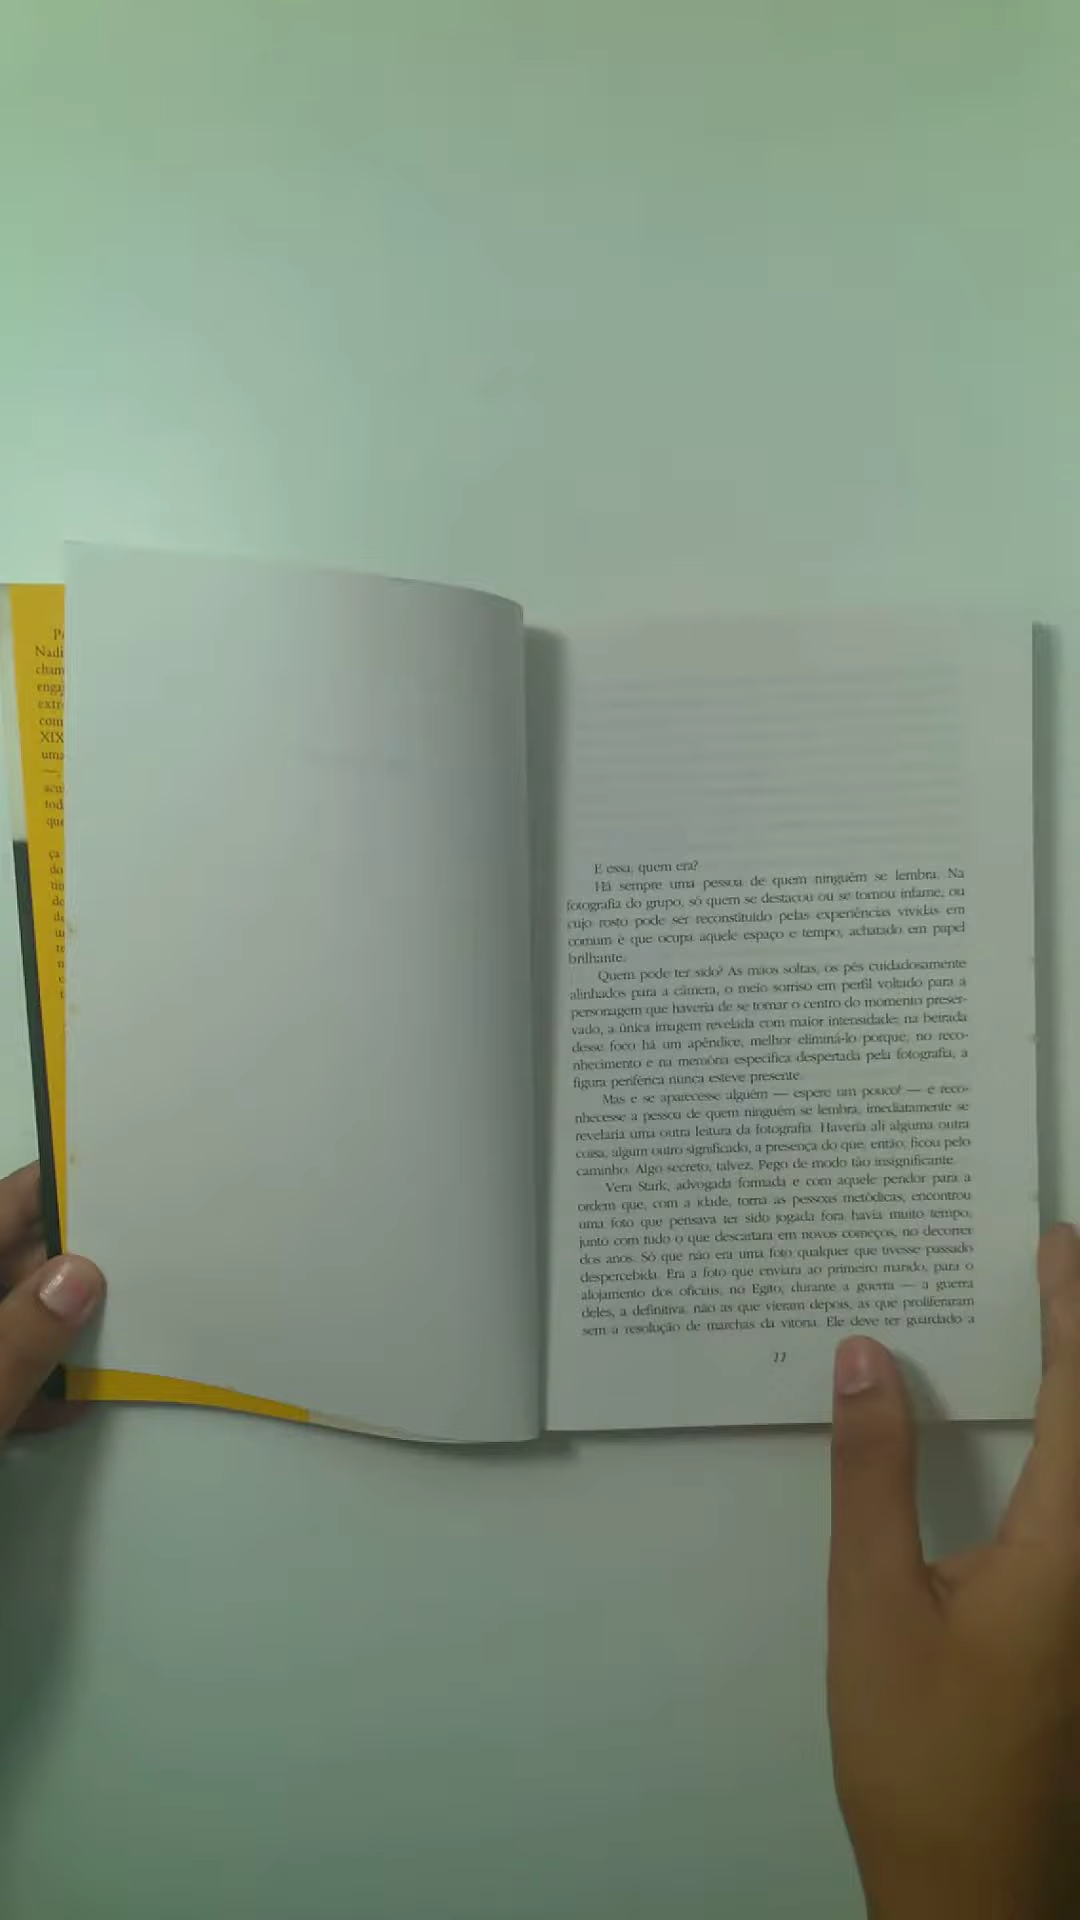 Nadi
cham
enga
extr
com
XIX
uma
—
acu
tod
que
ça
do
E essa, quem era?
Há sempre uma pessoa de quem ninguém se lembra. Na
fotografia do grupo, só quem se destacou ou se tornou infame, ou
cujo rosto pode ser reconstituído pelas experiências vividas em
comum é que ocupa aquele espaço e tempo, achatado em papel
brilhante.
Quem pode ter sido? As mãos soltas, os pés cuidadosamente
alinhados para a câmera, o meio sorriso em perfil voltado para a
personagem que haveria de se tornar o centro do momento preser-
vado, a única imagem revelada com maior intensidade; na beirada
desse foco há um apêndice, melhor eliminá-lo porque, no reco-
nhecimento e na memória específica despertada pela fotografia, a
figura periférica nunca esteve presente.
Mas e se aparecesse alguém — espere um pouco! — e reco-
nhecesse a pessoa de quem ninguém se lembra, imediatamente se
revelaria uma outra leitura da fotografia. Haveria ali alguma outra
coisa, algum outro significado, a presença do que, então, ficou pelo
caminho. Algo secreto, talvez. Pego de modo tão insignificante.
Vera Stark, advogada formada e com aquele pendor para a
ordem que, com a idade, torna as pessoas metódicas, encontrou
uma foto que pensava ter sido jogada fora havia muito tempo,
junto com tudo o que descartara em novos começos, no decorrer
dos anos. Só que não era uma foto qualquer que tivesse passado
despercebida. Era a foto que enviara ao primeiro marido, para o
alojamento dos oficiais, no Egito, durante a guerra — a guerra
deles, a definitiva, não as que vieram depois, as que proliferaram
sem a resolução de marchas da vitória. Ele deve ter guardado a
11